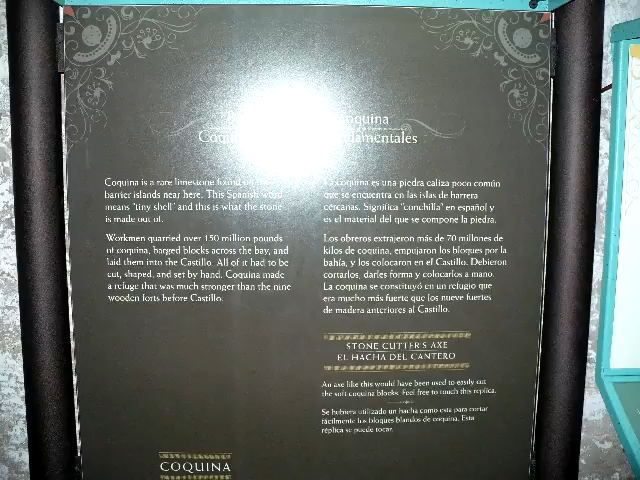 Coquina
Coqu damentales
Coquina is a rare limestone found
barrier islands near here. This Spanish word
means "tiny shell" and this is what the stone
is made out of.
Workmen quarried over 150 million pounds
of coquina, barged blocks across the bay, and
laid them into the Castillo. All of it had to be
cut, shaped, and set by hand. Coquina made
a refuge that was much stronger than the nine
wooden forts before Castillo.
La coquina es una piedra caliza poco común
que se encuentra en las islas de barrera
cercanas. Significa "conchilla" en español y
es el material del que se compone la piedra.
Los obreros extrajeron más de 70 millones de
kilos de coquina, empujaron los bloques por la
bahía, y los colocaron en el Castillo. Debieron
cortarlos, darles forma y colocarlos a mano.
La coquina se constituyó en un refugio que
era mucho más fuerte que los nueve fuertes
de madera anteriores al Castillo.
STONE CUTTER'S AXE
EL HACHA DEL CANTERO
An axe like this would have been used to easily cut
the soft coquina blocks. Feel free to touch this replica.
Se hubiera utilizado un hacha como esta para cortar
fácilmente los bloques blandos de coquina. Esta
réplica se puede tocar.
COQUINA